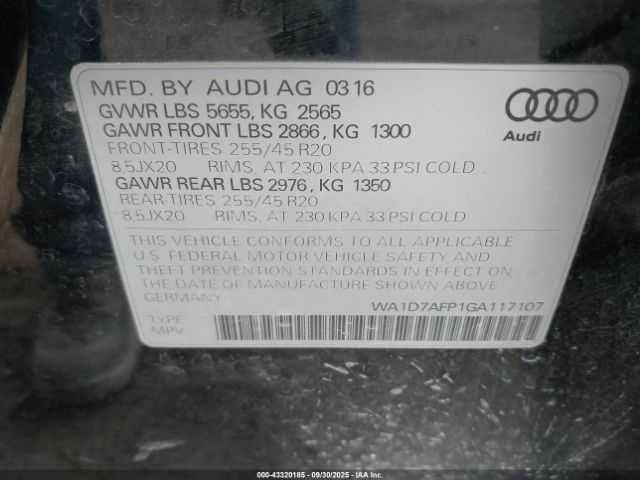 MFD. BY AUDI AG 03 16
GVWR LBS 5655, KG 2565
GAWR FRONT LBS 2866, KG 1300
FRONT-TIRES 255/45 R20
8,5JX20 RIMS, AT 230 KPA 33 PSI COLD
GAWR REAR LBS 2976, KG 1350
REAR TIRES 255/45 R20
8,5JX20 RIMS, AT 230 KPA 33 PSI COLD
Audi
THIS VEHICLE CONFORMS TO ALL APPLICABLE
U.S. FEDERAL MOTOR VEHICLE SAFETY AND
THEFT PREVENTION STANDARDS IN EFFECT ON
THE DATE OF MANUFACTURE SHOWN ABOVE
GERMANY
WA1D7AFP1GA117107
TYPE:
MPV
000-43320185 - 09/30/2025 - IAA Inc.